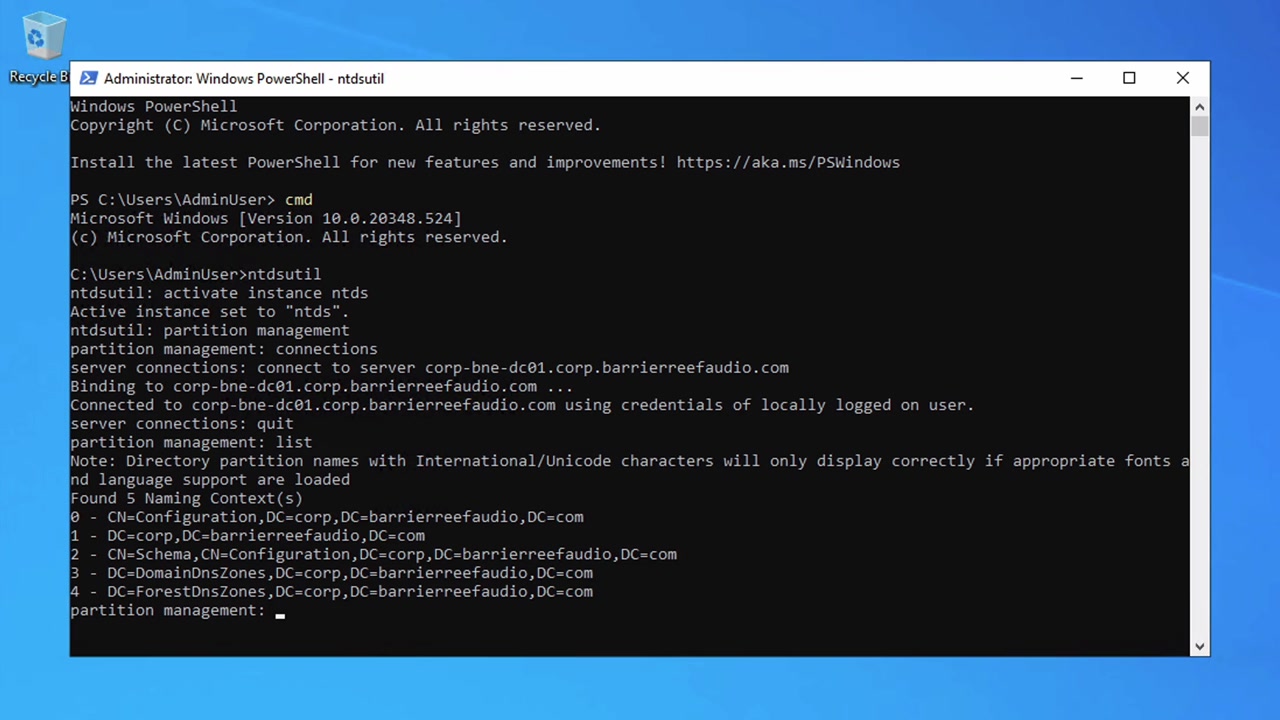 Recycle B
Administrator: Windows PowerShell - ntdsutil
Windows PowerShell
Copyright (C) Microsoft Corporation. All rights reserved.
Install the latest PowerShell for new features and improvements! https://aka.ms/PSWindows
PS C:\Users\AdminUser> cmd
Microsoft Windows [Version 10.0.20348.524]
(c) Microsoft Corporation. All rights reserved.
C:\Users\AdminUser>ntdsutil
ntdsutil: activate instance ntds
Active instance set to "ntds".
ntdsutil: partition management
partition management: connections
server connections: connect to server corp-bne-dc01.corp.barrierreefaudio.com
Binding to corp-bne-dc01.corp.barrierreefaudio.com ...
Connected to corp-bne-dc01.corp.barrierreefaudio.com using credentials of locally logged on user.
server connections: quit
partition management: list
Note: Directory partition names with International/Unicode characters will only display correctly if appropriate fonts a
nd language support are loaded
Found 5 Naming Context(s)
0 - CN=Configuration,DC=corp,DC=barrierreefaudio,DC=com
1 - DC=corp,DC=barrierreefaudio,DC=com
2 - CN=Schema,CN=Configuration,DC=corp,DC=barrierreefaudio,DC=com
3 - DC=DomainDnsZones,DC=corp,DC=barrierreefaudio,DC=com
4 - DC=ForestDnsZones,DC=corp,DC=barrierreefaudio,DC=com
partition management: